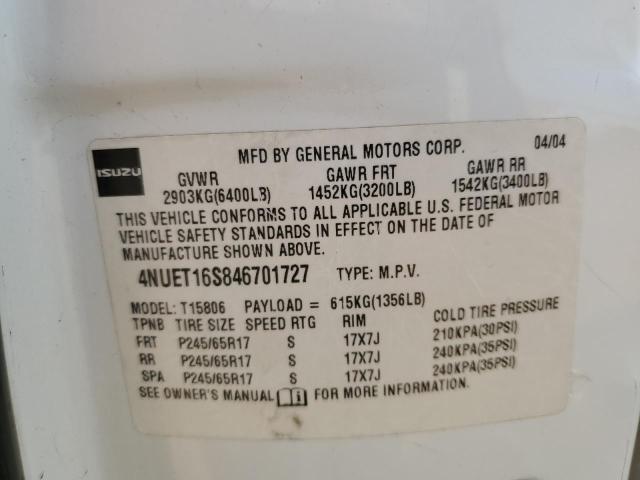 MFD BY GENERAL MOTORS CORP. 04/04
ISUZU
GVWR GAWR FRT GAWR RR
2903KG(6400LB) 1452KG(3200LB) 1542KG(3400LB)
THIS VEHICLE CONFORMS TO ALL APPLICABLE U.S. FEDERAL MOTOR
VEHICLE SAFETY STANDARDS IN EFFECT ON THE DATE OF
MANUFACTURE SHOWN ABOVE.
4NUET16S846701727 TYPE: M.P.V.
MODEL: T15806 PAYLOAD = 615KG(1356LB)
TPNB TIRE SIZE SPEED RTG RIM COLD TIRE PRESSURE
FRT P245/65R17 S 17X7J 210KPA(30PSI)
RR P245/65R17 S 17X7J 240KPA(35PSI)
SPA P245/65R17 S 17X7J 240KPA(35PSI)
SEE OWNER'S MANUAL FOR MORE INFORMATION.